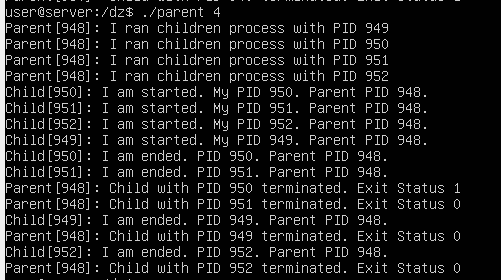 user@server:/dz$ ./parent 4
Parent[948]: I ran children process with PID 949
Parent[948]: I ran children process with PID 950
Parent[948]: I ran children process with PID 951
Parent[948]: I ran children process with PID 952
Child[950]: I am started. My PID 950. Parent PID 948.
Child[951]: I am started. My PID 951. Parent PID 948.
Child[952]: I am started. My PID 952. Parent PID 948.
Child[949]: I am started. My PID 949. Parent PID 948.
Child[950]: I am ended. PID 950. Parent PID 948.
Child[951]: I am ended. PID 951. Parent PID 948.
Parent[948]: Child with PID 950 terminated. Exit Status 1
Parent[948]: Child with PID 951 terminated. Exit Status 0
Child[949]: I am ended. PID 949. Parent PID 948.
Parent[948]: Child with PID 949 terminated. Exit Status 0
Child[952]: I am ended. PID 952. Parent PID 948.
Parent[948]: Child with PID 952 terminated. Exit Status 0